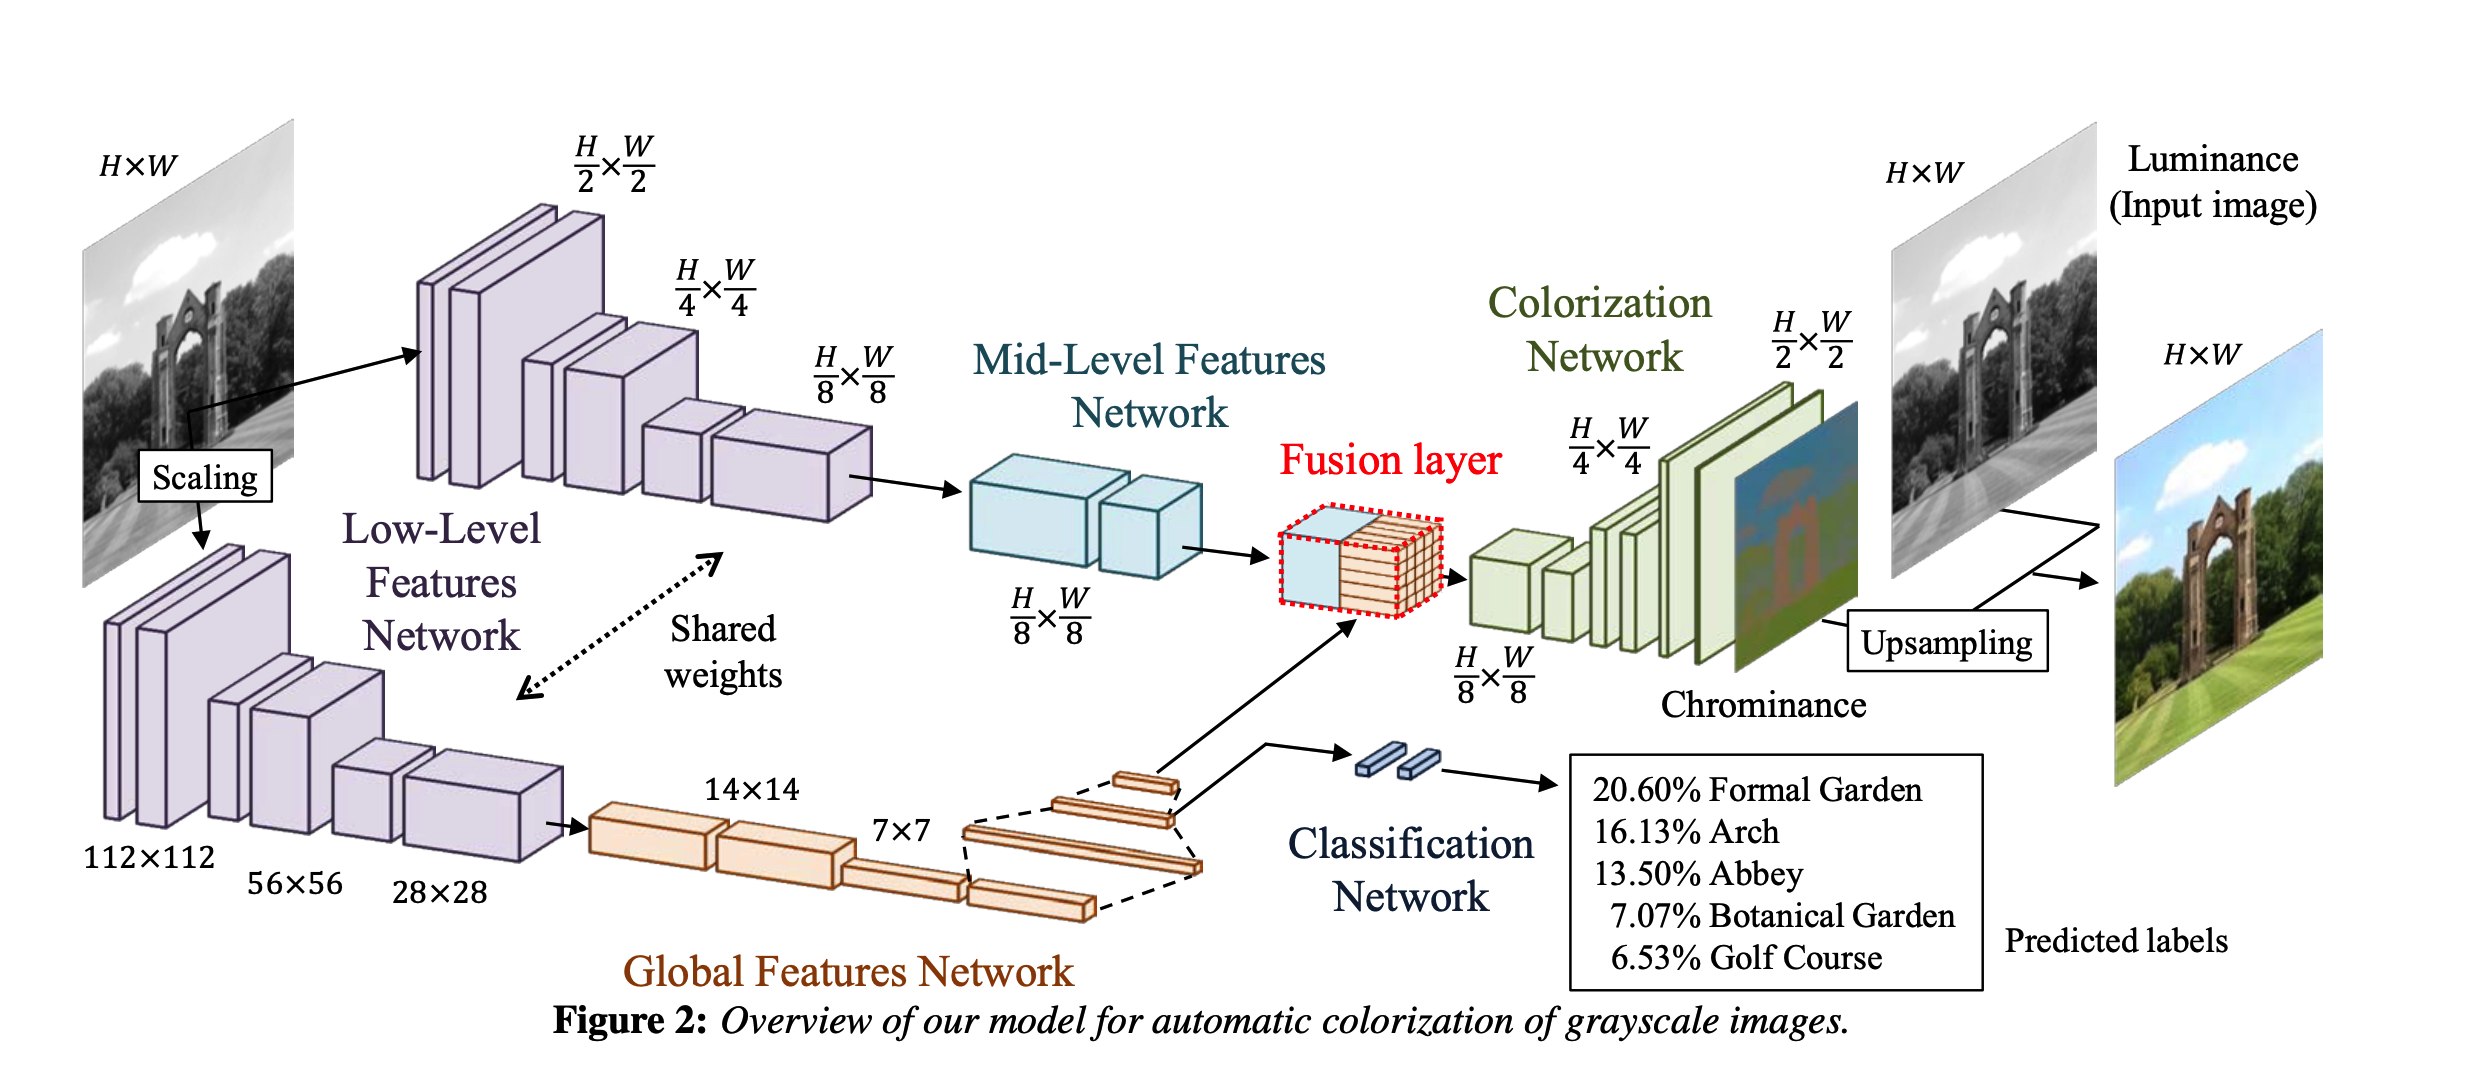 H×W
Scaling
H/2×W/2
H/4×W/4
H/8×W/8
Low-Level
Features
Network
Shared
weights
112×112
56×56
28×28
14×14
7×7
Global Features Network
Mid-Level Features
Network
H/8×W/8
Fusion layer
Colorization
Network
H/8×W/8
H/4×W/4
H/2×W/2
Chrominance
Classification
Network
20.60% Formal Garden
16.13% Arch
13.50% Abbey
7.07% Botanical Garden
6.53% Golf Course
Predicted labels
H×W
Luminance
(Input image)
Upsampling
H×W
Figure 2: Overview of our model for automatic colorization of grayscale images.